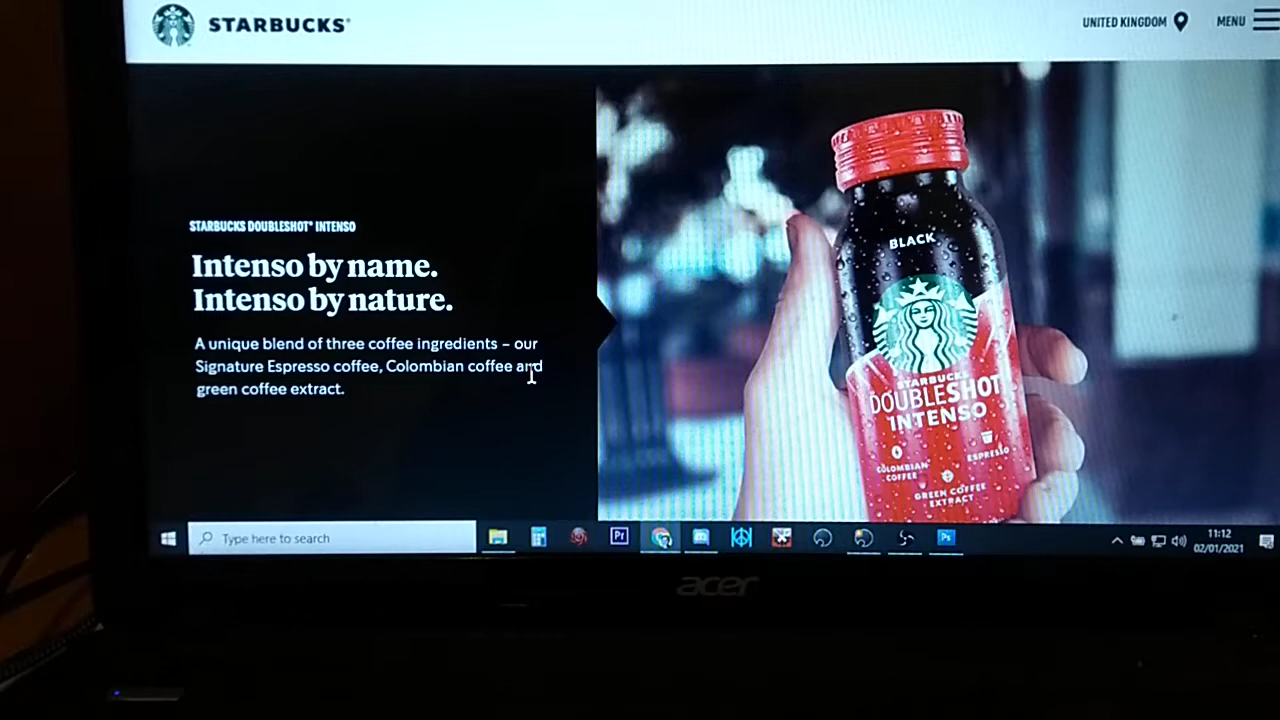 STARBUCKS®
UNITED KINGDOM
MENU
STARBUCKS DOUBLESHOT® INTENSO
Intenso by name.
Intenso by nature.
A unique blend of three coffee ingredients – our
Signature Espresso coffee, Colombian coffee and
green coffee extract.
BLACK
STARBUCKS
DOUBLESHOT
INTENSO
COLOMBIAN
COFFEE
ESPRESSO
GREEN COFFEE
EXTRACT
Type here to search
Pr
Ps
11:12
02/01/2021
acer